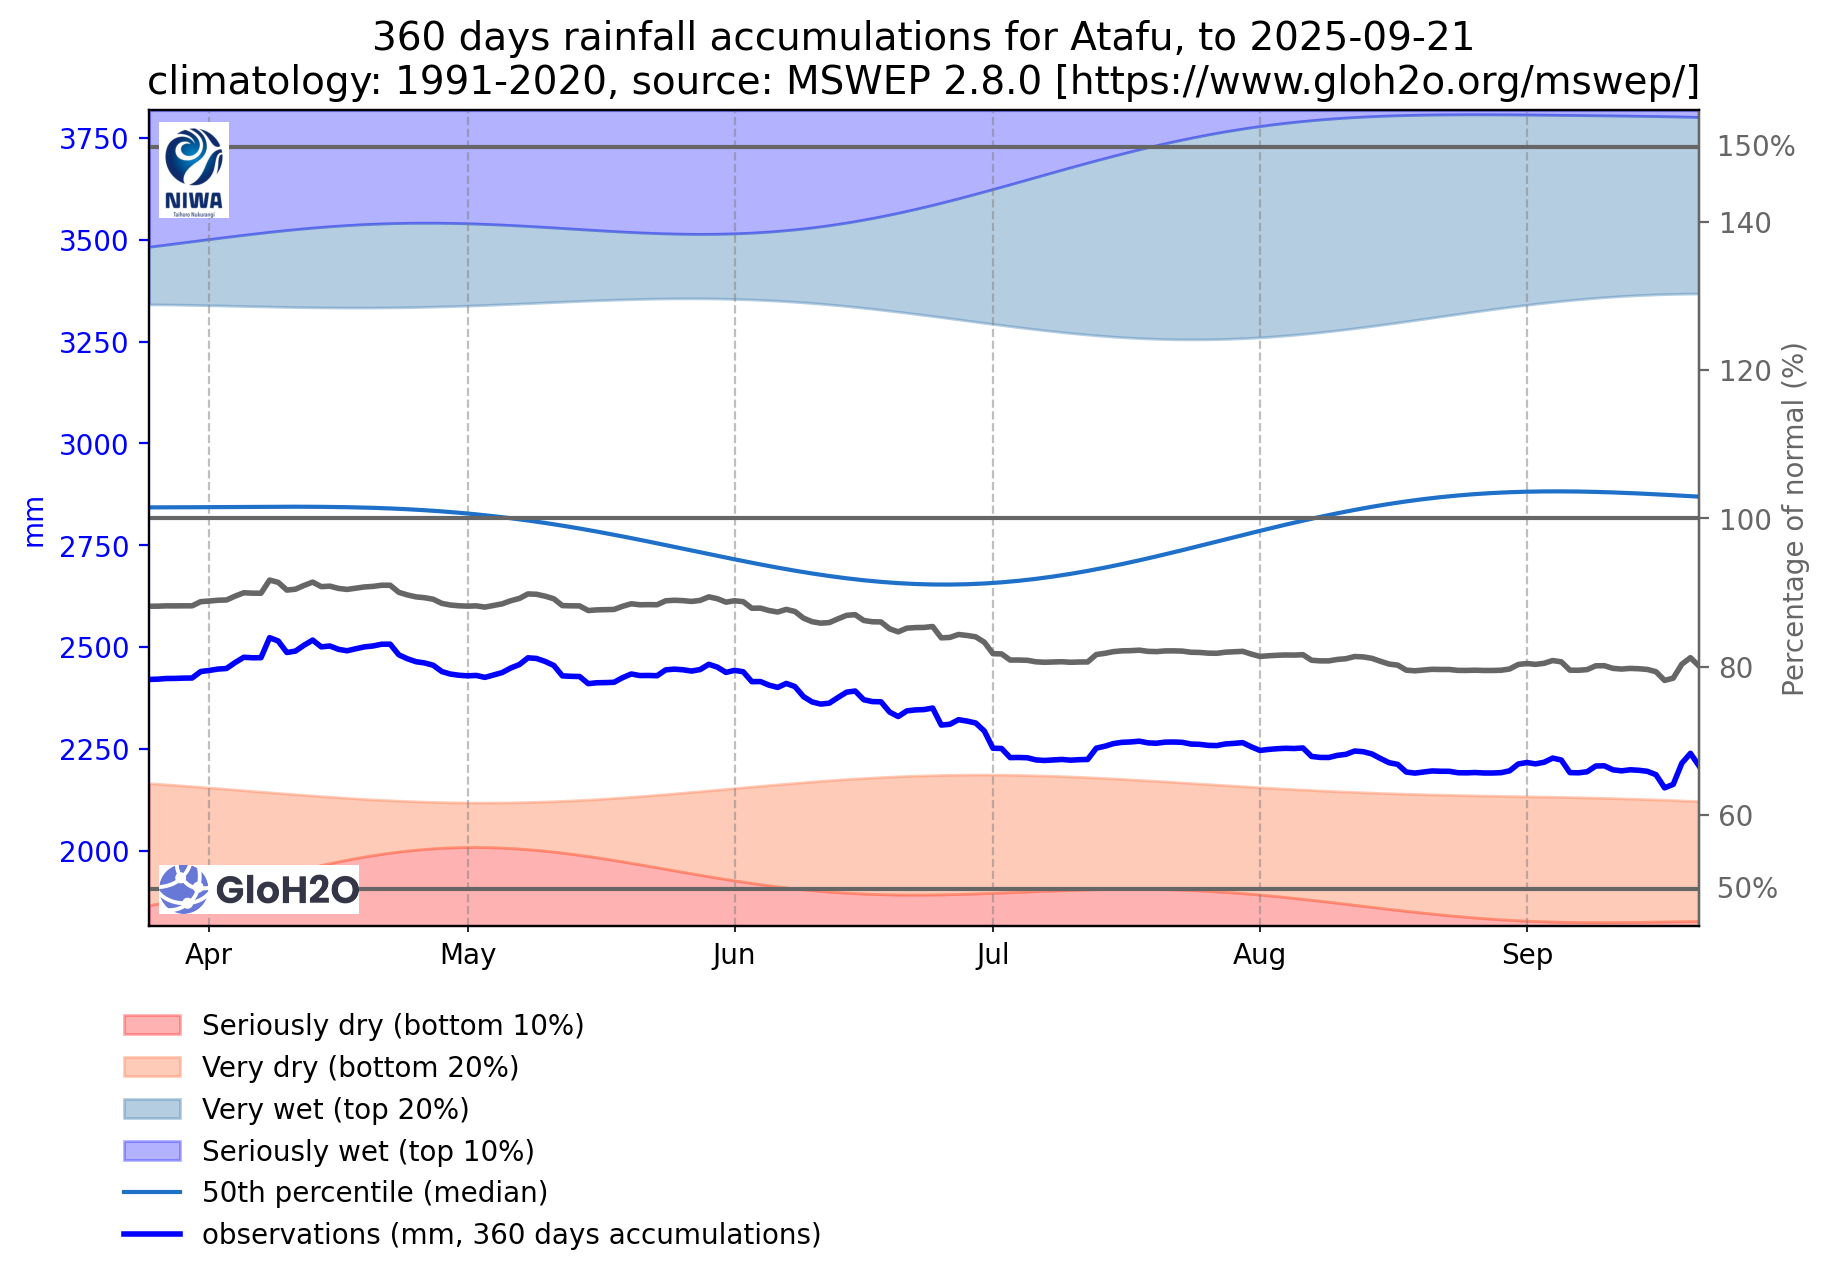 360 days rainfall accumulations for Atafu, to 2025-09-21
climatology: 1991-2020, source: MSWEP 2.8.0 [https://www.gloh2o.org/mswep/]
3750
3500
3250
3000
2750
2500
2250
2000
mm
NIWA
Taihoro Nukurangi
GloH2O
150%
140
120
100
80
60
50%
Percentage of normal (%)
Apr
May
Jun
Jul
Aug
Sep
Seriously dry (bottom 10%)
Very dry (bottom 20%)
Very wet (top 20%)
Seriously wet (top 10%)
50th percentile (median)
observations (mm, 360 days accumulations)